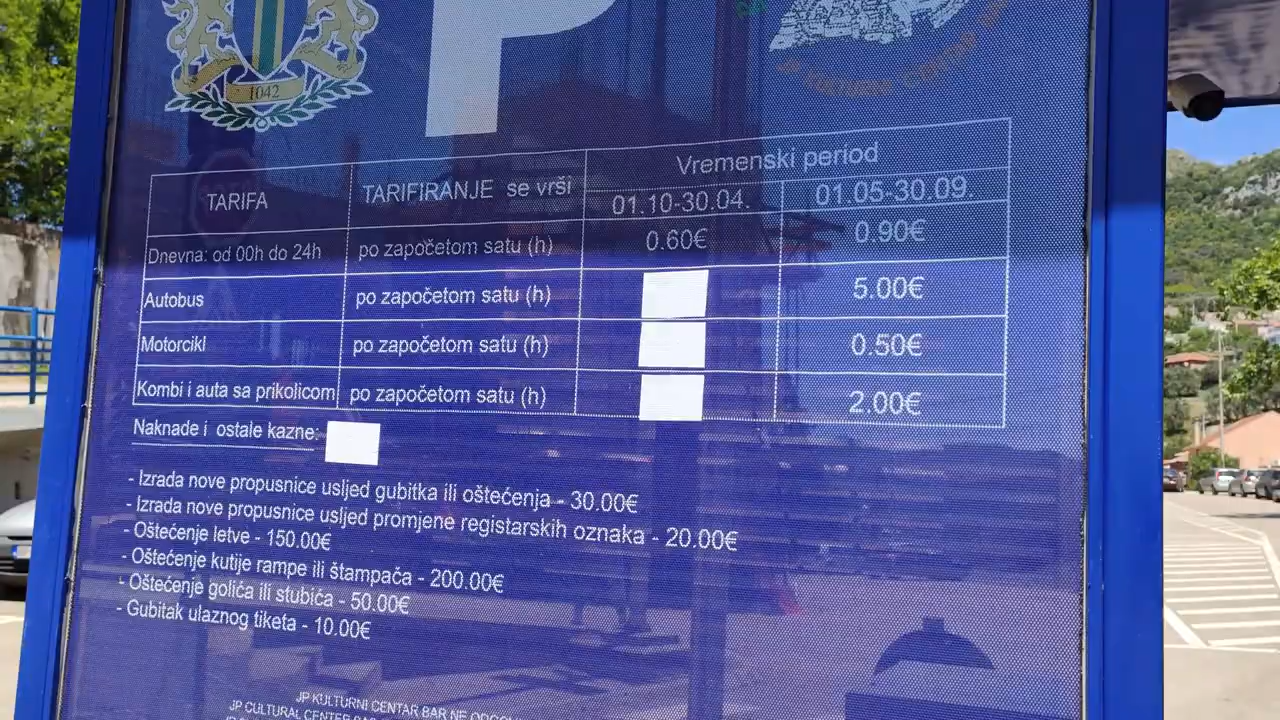 1042
P
JP KULTURNI CENTAR BAR
Vremenski period
TARIFA TARIFIRANJE se vrši 01.10-30.04. 01.05-30.09.
Dnevna: od 00h do 24h po započetom satu (h) 0.60€ 0.90€
Autobus po započetom satu (h) 5.00€
Motorcikl po započetom satu (h) 0.50€
Kombi i auta sa prikolicom po započetom satu (h) 2.00€
Naknade i ostale kazne:
- Izrada nove propusnice usljed gubitka ili oštećenja - 30.00€
- Izrada nove propusnice usljed promjene registarskih oznaka - 20.00€
- Oštećenje letve - 150.00€
- Oštećenje kutije rampe ili štampača - 200.00€
- Oštećenje golića ili stubića - 50.00€
- Gubitak ulaznog tiketa - 10.00€
JP KULTURNI CENTAR BAR NE
JP CULTURAL CENTER BAR